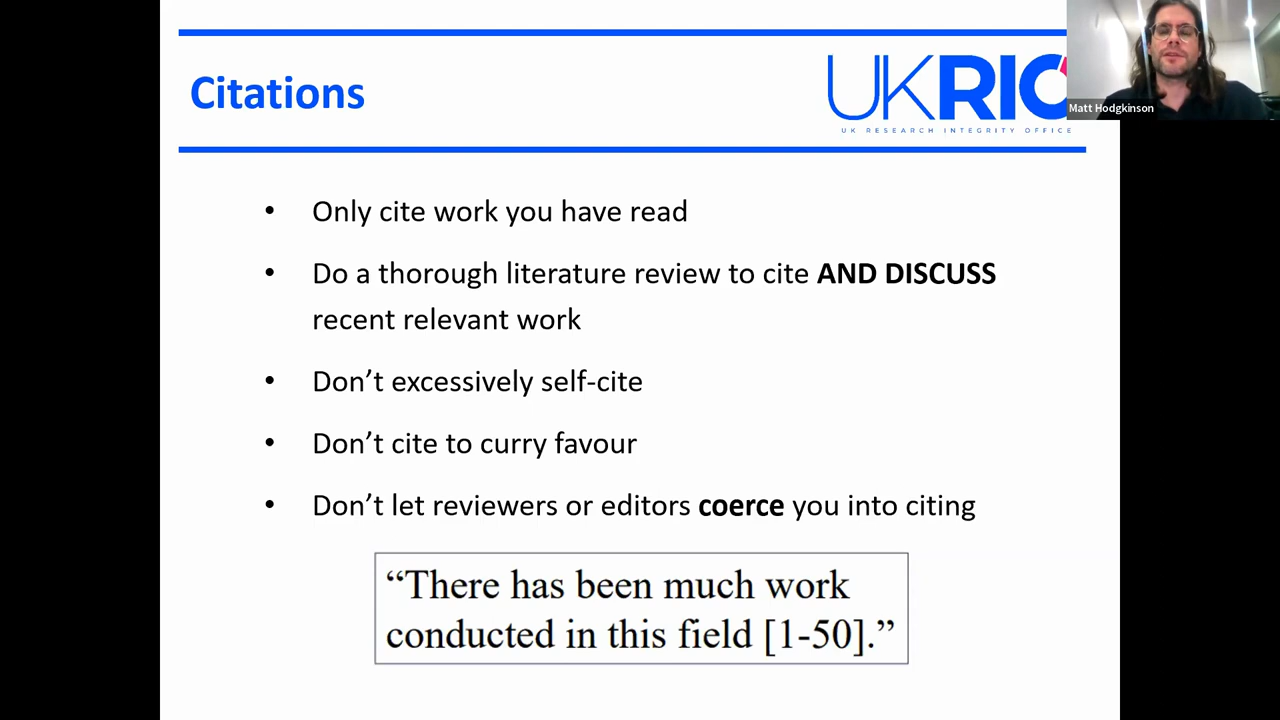 Citations
UKRIO
UK RESEARCH INTEGRITY OFFICE
Matt Hodgkinson
• Only cite work you have read
• Do a thorough literature review to cite AND DISCUSS
recent relevant work
• Don’t excessively self-cite
• Don’t cite to curry favour
• Don’t let reviewers or editors coerce you into citing
“There has been much work
conducted in this field [1-50].”